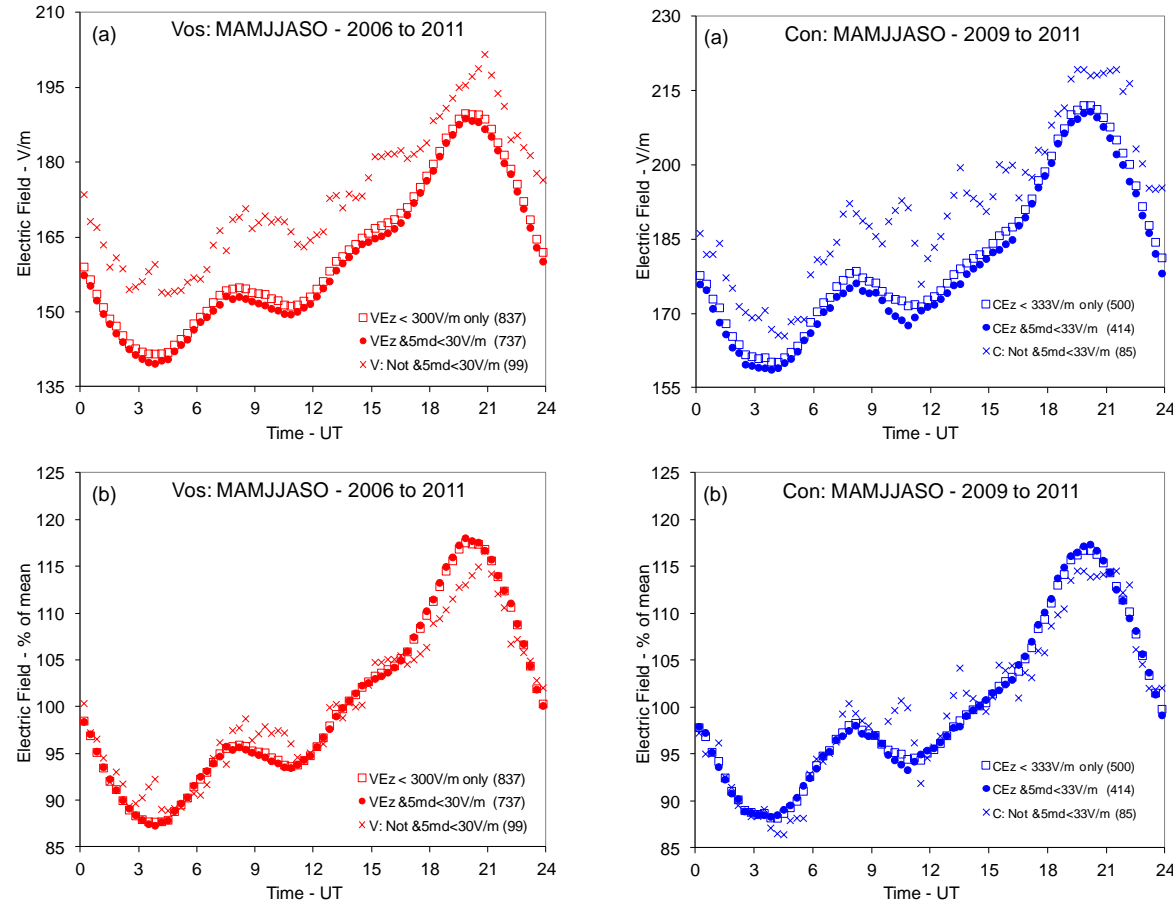 (a) Vos: MAMJJASO - 2006 to 2011
Electric Field - V/m
210
195
180
165
150
135
VEz < 300V/m only (837)
VEz &5md<30V/m (737)
V: Not &5md<30V/m (99)
0 3 6 9 12 15 18 21 24
Time - UT
(a) Con: MAMJJASO - 2009 to 2011
Electric Field - V/m
230
215
200
185
170
155
CEz < 333V/m only (500)
CEz &5md<33V/m (414)
C: Not &5md<33V/m (85)
0 3 6 9 12 15 18 21 24
Time - UT
(b) Vos: MAMJJASO - 2006 to 2011
Electric Field - % of mean
125
120
115
110
105
100
95
90
85
VEz < 300V/m only (837)
VEz &5md<30V/m (737)
V: Not &5md<30V/m (99)
0 3 6 9 12 15 18 21 24
Time - UT
(b) Con: MAMJJASO - 2009 to 2011
Electric Field - % of mean
125
120
115
110
105
100
95
90
85
CEz < 333V/m only (500)
CEz &5md<33V/m (414)
C: Not &5md<33V/m (85)
0 3 6 9 12 15 18 21 24
Time - UT